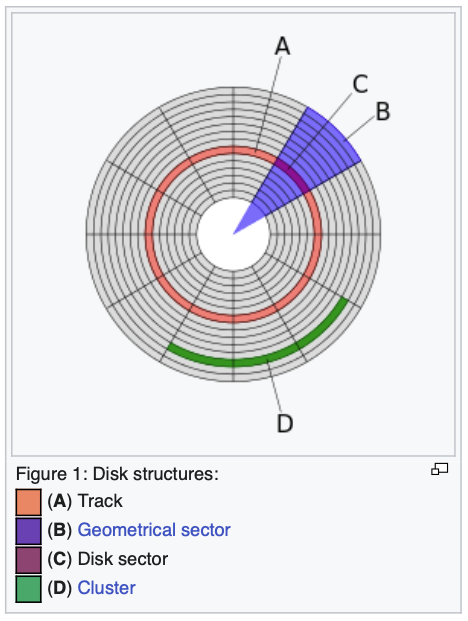 A
C
B
D
Figure 1: Disk structures:
(A) Track
(B) Geometrical sector
(C) Disk sector
(D) Cluster